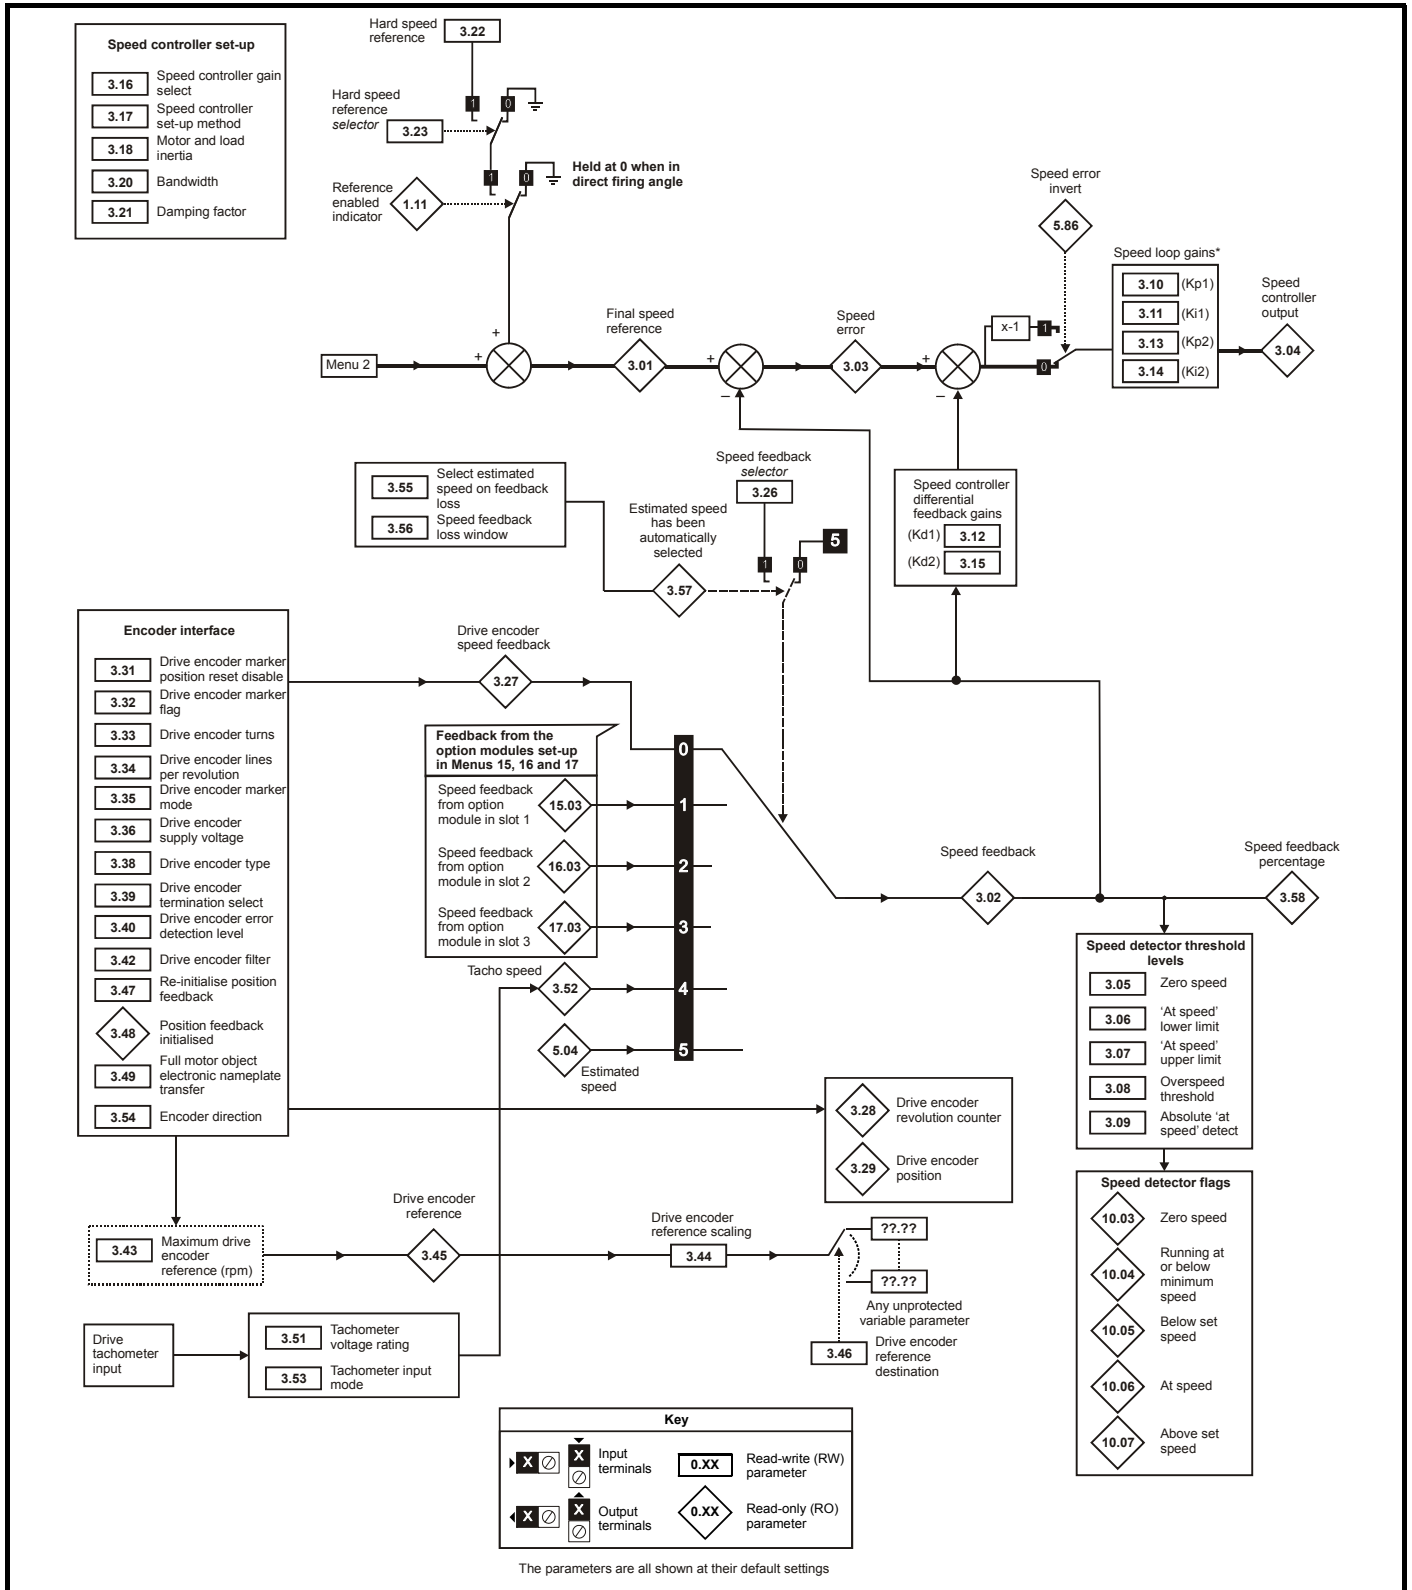 Speed controller set-up
3.16
Speed controller gain
select
3.17
Speed controller
set-up method
3.18
Motor and load
inertia
3.20
Bandwidth
3.21
Damping factor
Hard speed
reference
3.22
1
0
Hard speed
reference
selector
3.23
1
0
Held at 0 when in
direct firing angle
Reference
enabled
indicator
1.11
Speed error
invert
5.86
Menu 2
+
+
Final speed
reference
3.01
+
–
Speed
error
3.03
+
–
x-1
1
0
Speed loop gains*
3.10
(Kp1)
3.11
(Ki1)
3.13
(Kp2)
3.14
(Ki2)
Speed
controller
output
3.04
3.55
Select estimated
speed on feedback
loss
3.56
Speed feedback
loss window
Estimated speed
has been
automatically
selected
3.57
Speed feedback
selector
3.26
1
0
5
Speed controller
differential
feedback gains
(Kd1)
3.12
(Kd2)
3.15
Encoder interface
3.31
Drive encoder marker
position reset disable
3.32
Drive encoder marker
flag
3.33
Drive encoder turns
3.34
Drive encoder lines
per revolution
3.35
Drive encoder marker
mode
3.36
Drive encoder
supply voltage
3.38
Drive encoder type
3.39
Drive encoder
termination select
3.40
Drive encoder error
detection level
3.42
Drive encoder filter
3.47
Re-initialise position
feedback
3.48
Position feedback
initialised
3.49
Full motor object
electronic nameplate
transfer
3.54
Encoder direction
Drive encoder
speed feedback
3.27
Feedback from the
option modules set-up
in Menus 15, 16 and 17
Speed feedback
from option
module in slot 1
15.03
Speed feedback
from option
module in slot 2
16.03
Speed feedback
from option
module in slot 3
17.03
Tacho speed
3.52
5.04
Estimated
speed
0
1
2
3
4
5
Speed feedback
3.02
Speed feedback
percentage
3.58
Speed detector threshold
levels
3.05
Zero speed
3.06
‘At speed’
lower limit
3.07
‘At speed’
upper limit
3.08
Overspeed
threshold
3.09
Absolute ‘at
speed’ detect
3.28
Drive encoder
revolution counter
3.29
Drive encoder
position
Speed detector flags
10.03
Zero speed
10.04
Running at
or below
minimum
speed
10.05
Below set
speed
10.06
At speed
10.07
Above set
speed
3.43
Maximum drive
encoder
reference (rpm)
Drive encoder
reference
3.45
Drive encoder
reference scaling
3.44
??.??
??.??
Any unprotected
variable parameter
3.46
Drive encoder
reference
destination
Drive
tachometer
input
3.51
Tachometer
voltage rating
3.53
Tachometer input
mode
Key
X
X
Input
terminals
0.XX
Read-write (RW)
parameter
X
X
Output
terminals
0.XX
Read-only (RO)
parameter
The parameters are all shown at their default settings